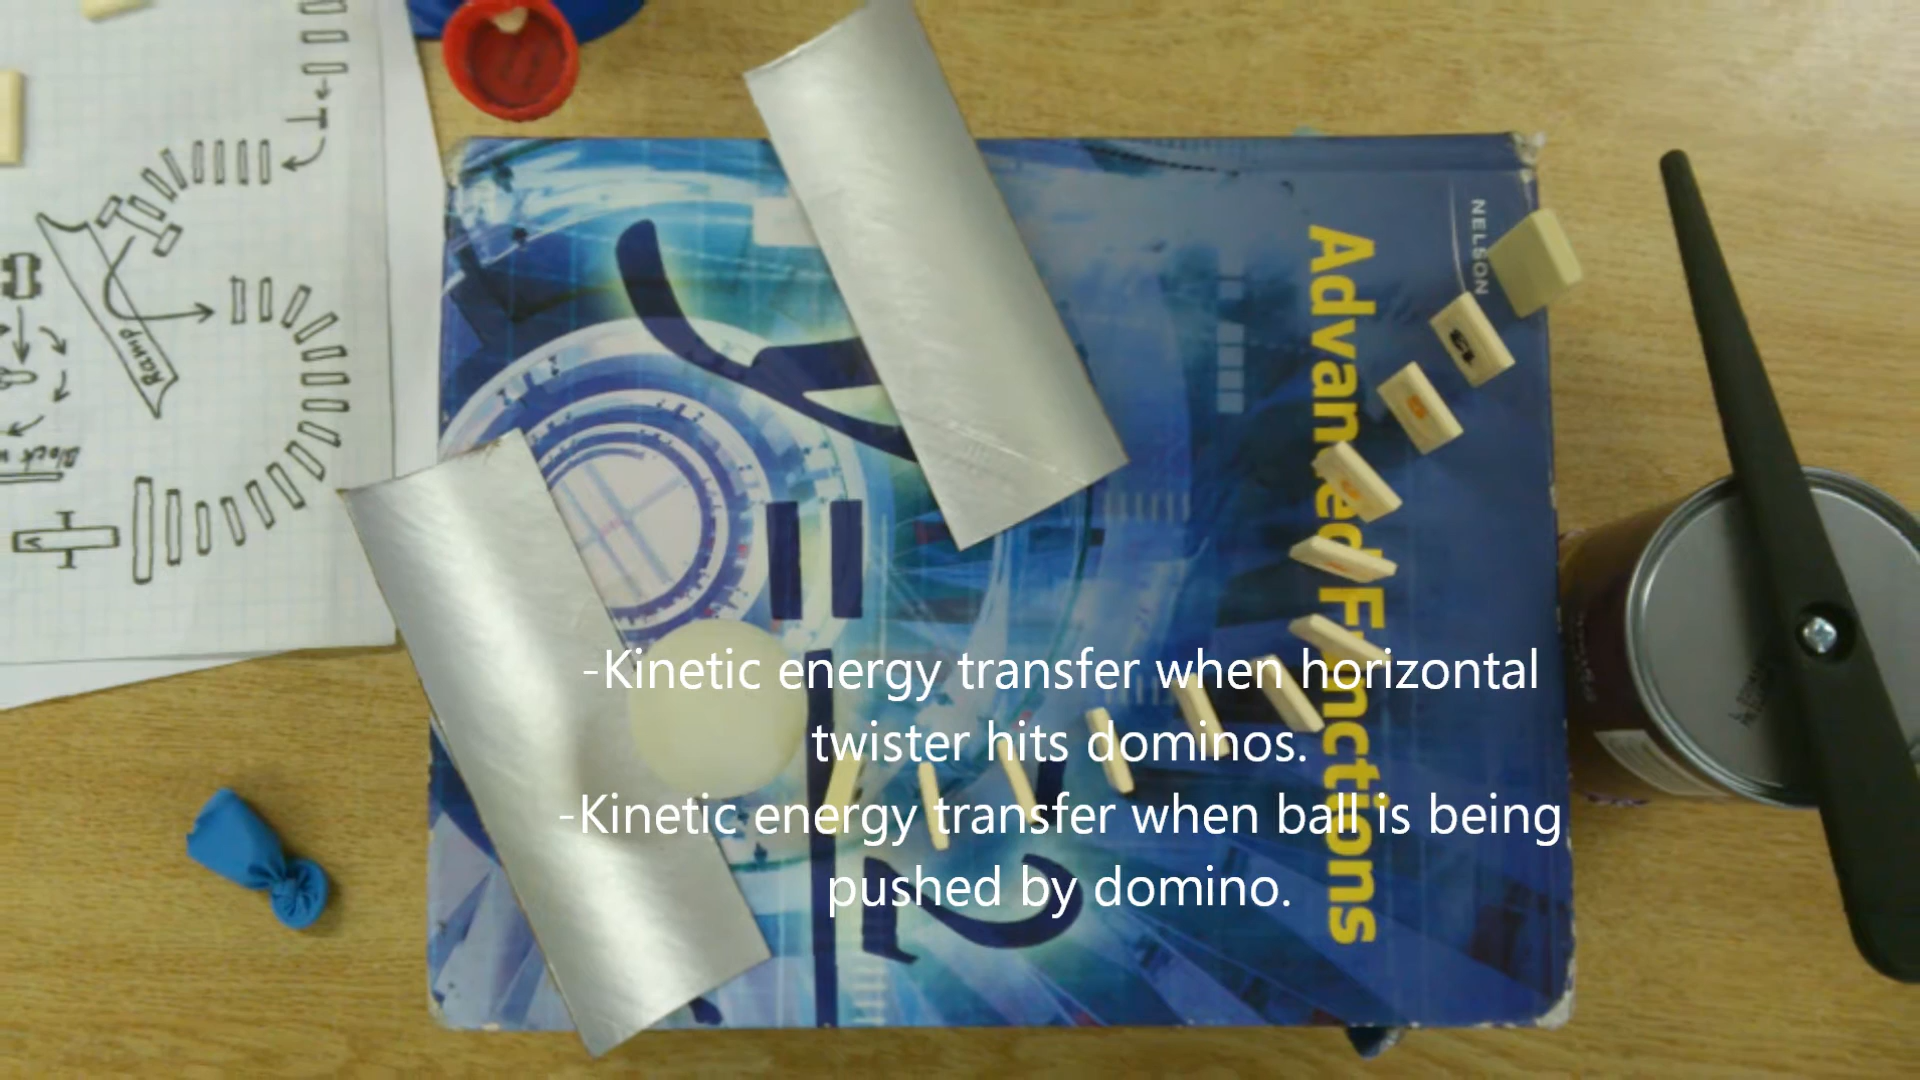 Ramp
Block
NELSON
Advanced Functions
-Kinetic energy transfer when horizontal
twister hits dominos.
-Kinetic energy transfer when ball is being
pushed by domino.